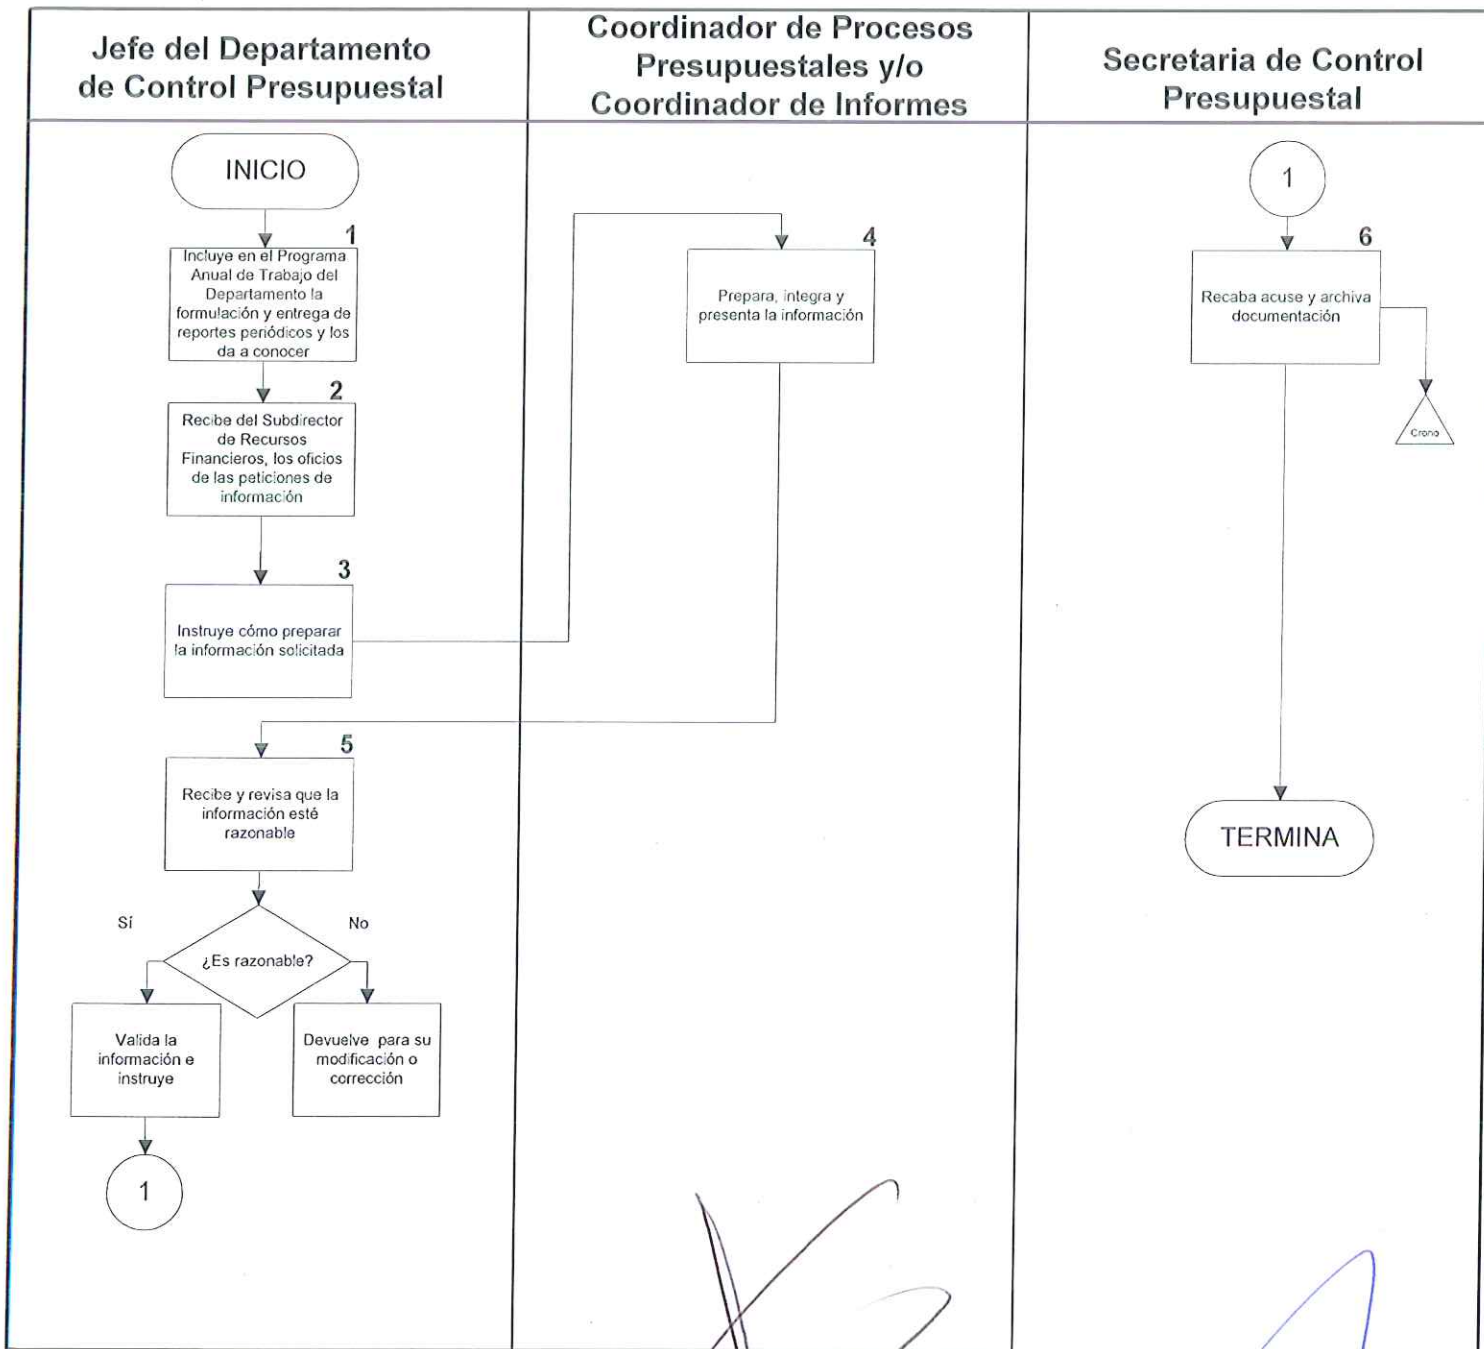 Jefe del Departamento
de Control Presupuestal
Coordinador de Procesos
Presupuestales y/o
Coordinador de Informes
Secretaria de Control
Presupuestal
INICIO
1
Incluye en el Programa
Anual de Trabajo del
Departamento la
formulación y entrega de
reportes periódicos y los
da a conocer
2
Recibe del Subdirector
de Recursos
Financieros, los oficios
de las peticiones de
información
3
Instruye cómo preparar
la información solicitada
4
Prepara, integra y
presenta la información
5
Recibe y revisa que la
información esté
razonable
¿Es razonable?
Sí
No
Valida la
información e
instruye
Devuelve para su
modificación o
corrección
1
1
6
Recaba acuse y archiva
documentación
Crono
TERMINA